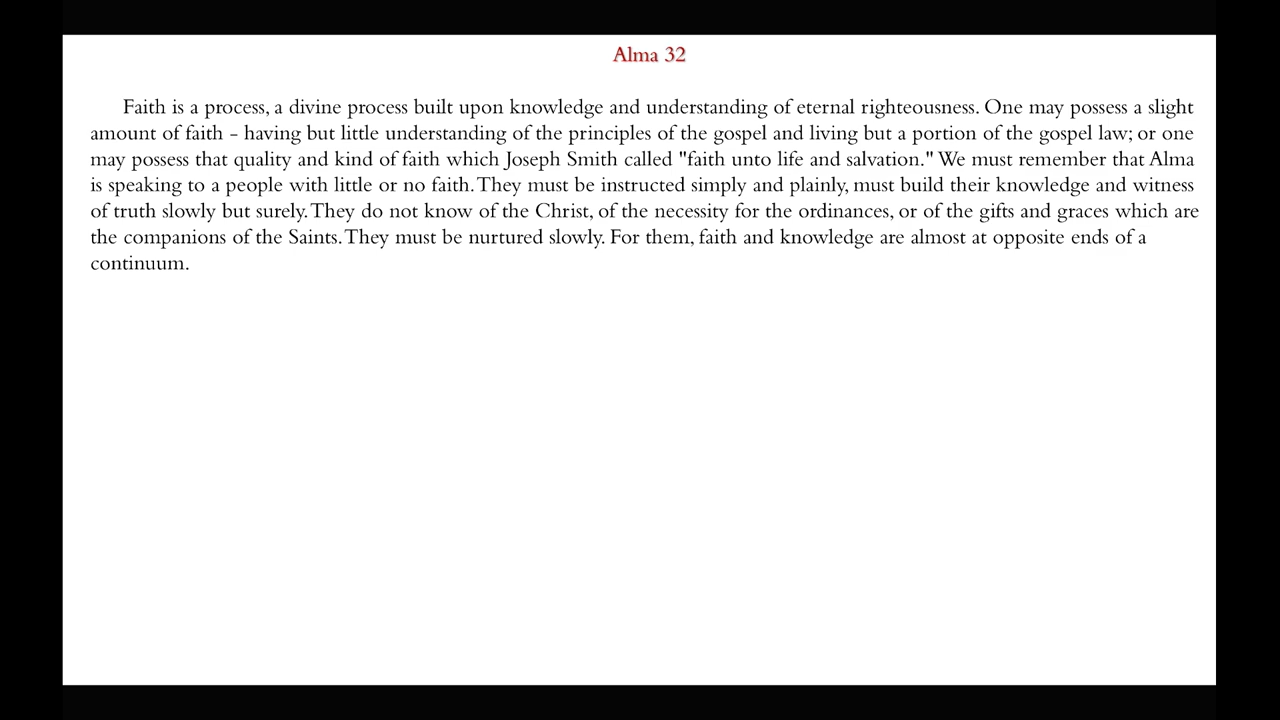 Alma 32
Faith is a process, a divine process built upon knowledge and understanding of eternal righteousness. One may possess a slight
amount of faith - having but little understanding of the principles of the gospel and living but a portion of the gospel law; or one
may possess that quality and kind of faith which Joseph Smith called "faith unto life and salvation." We must remember that Alma
is speaking to a people with little or no faith. They must be instructed simply and plainly, must build their knowledge and witness
of truth slowly but surely. They do not know of the Christ, of the necessity for the ordinances, or of the gifts and graces which are
the companions of the Saints. They must be nurtured slowly. For them, faith and knowledge are almost at opposite ends of a
continuum.